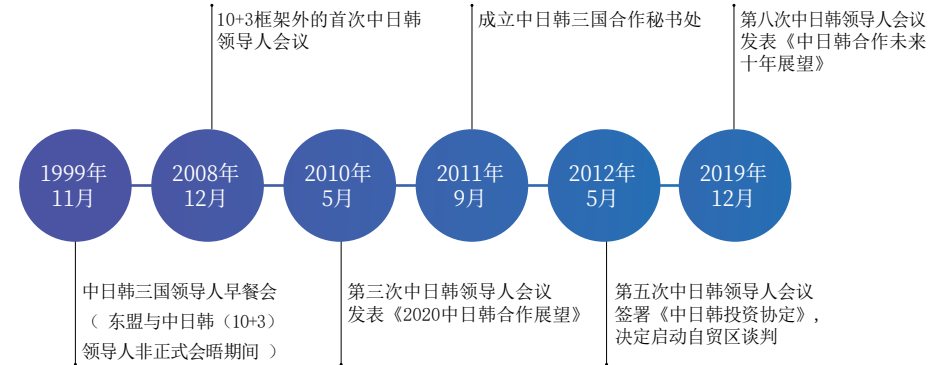 10+3框架外的首次中日韩
领导人会议
成立中日韩三国合作秘书处
第八次中日韩领导人会议
发表《中日韩合作未来
十年展望》
1999年
11月
2008年
12月
2010年
5月
2011年
9月
2012年
5月
2019年
12月
中日韩三国领导人早餐会
（ 东盟与中日韩（10+3）
领导人非正式会晤期间 ）
第三次中日韩领导人会议
发表《2020中日韩合作展望》
第五次中日韩领导人会议
签署《中日韩投资协定》,
决定启动自贸区谈判